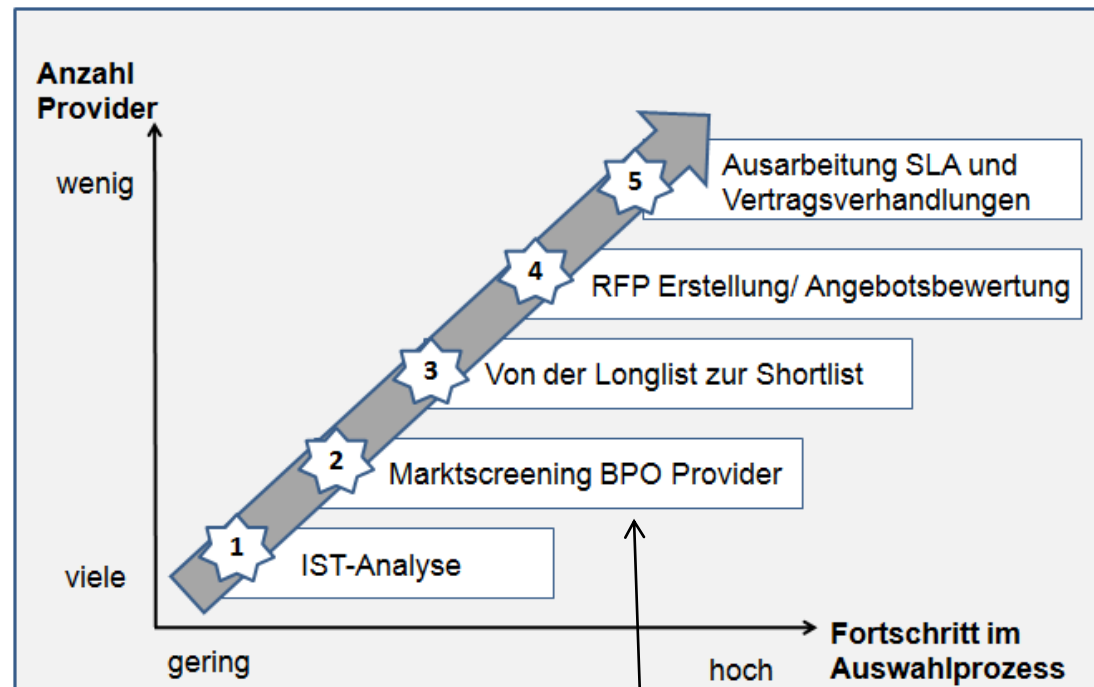 Anzahl
Provider
wenig
5
Ausarbeitung SLA und
Vertragsverhandlungen
4
RFP Erstellung/ Angebotsbewertung
3
Von der Longlist zur Shortlist
2
Marktscreening BPO Provider
1
IST-Analyse
viele
gering
hoch
Fortschritt im
Auswahlprozess